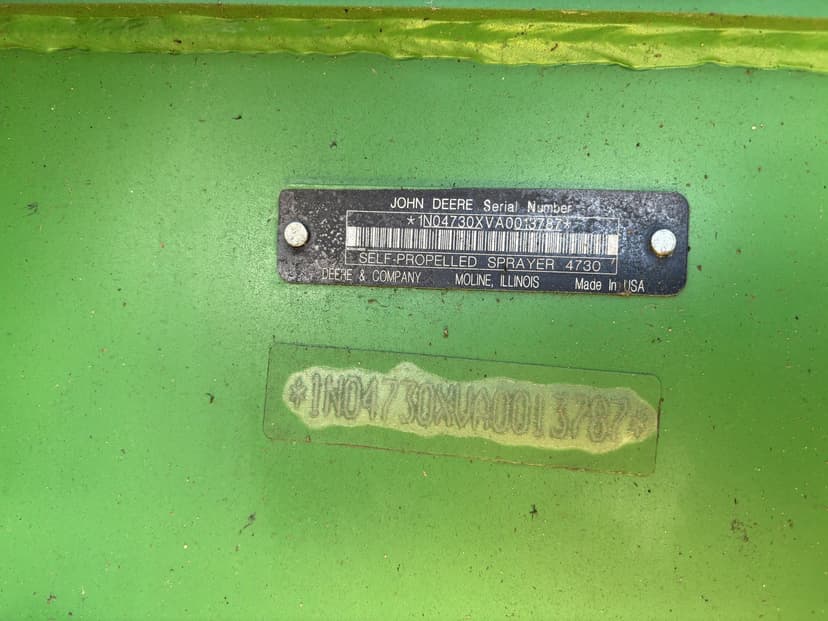 JOHN DEERE Serial Number
*1N04730XVA0013787*
SELF-PROPELLED SPRAYER 4730
DEERE & COMPANY MOLINE, ILLINOIS Made In USA
*1N04730XVA0013787*